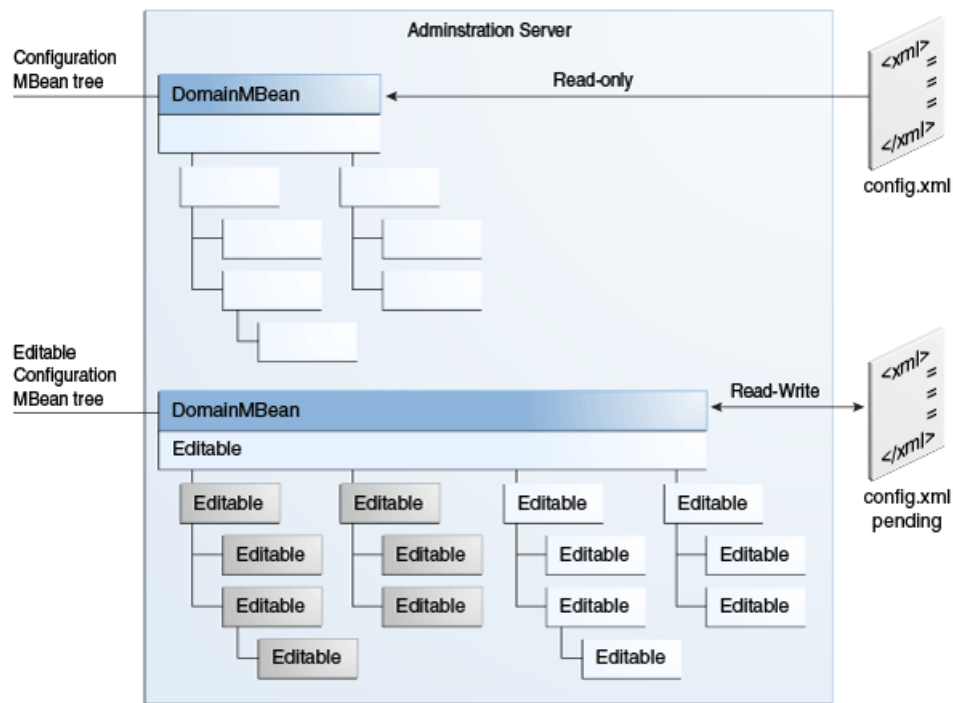 Adminstration Server
Configuration
MBean tree
DomainMBean
Read-only
<xml>
=
=
=
</xml>
config.xml
Editable
Configuration
MBean tree
DomainMBean
Editable
Read-Write
<xml>
=
=
=
</xml>
config.xml
pending
Editable
Editable
Editable
Editable
Editable
Editable
Editable
Editable
Editable
Editable
Editable
Editable
Editable
Editable